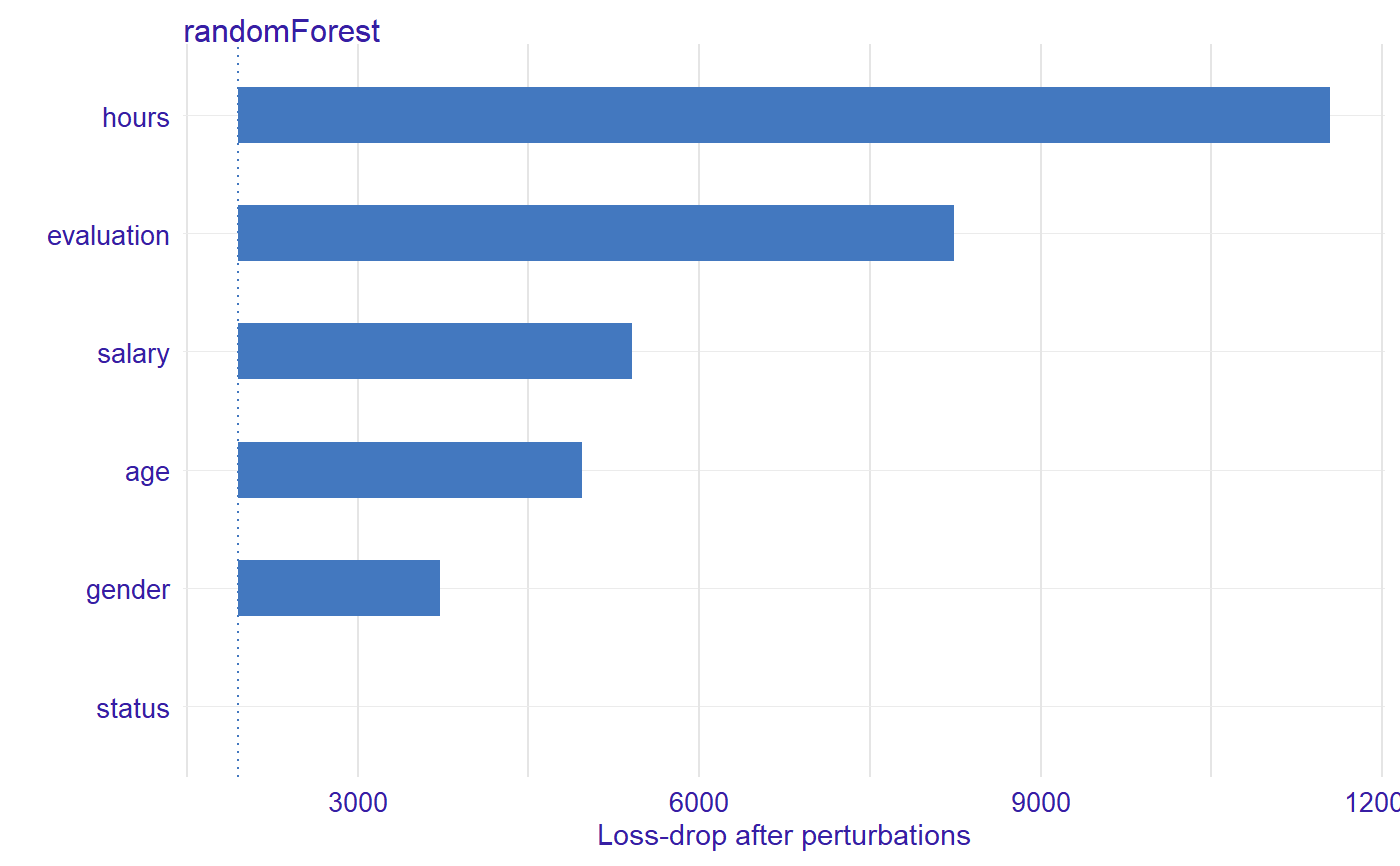 randomForest
hours
evaluation
salary
age
gender
status
3000 6000 9000 1200
Loss-drop after perturbations